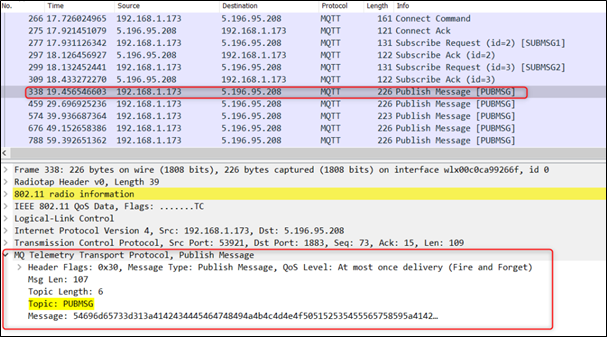 No. Time Source Destination Protocol Length Info
266 17.726024965 192.168.1.173 5.196.95.208 MQTT 161 Connect Command
275 17.921451079 5.196.95.208 192.168.1.173 MQTT 121 Connect Ack
277 17.931126342 192.168.1.173 5.196.95.208 MQTT 131 Subscribe Request (id=2) [SUBMSG1]
297 18.126456927 5.196.95.208 192.168.1.173 MQTT 122 Subscribe Ack (id=2)
299 18.132452441 192.168.1.173 5.196.95.208 MQTT 131 Subscribe Request (id=3) [SUBMSG2]
309 18.433272270 5.196.95.208 192.168.1.173 MQTT 122 Subscribe Ack (id=3)
338 19.456546603 192.168.1.173 5.196.95.208 MQTT 226 Publish Message [PUBMSG]
459 29.696925236 192.168.1.173 5.196.95.208 MQTT 226 Publish Message [PUBMSG]
574 39.936687364 192.168.1.173 5.196.95.208 MQTT 223 Publish Message [PUBMSG]
676 49.152658386 192.168.1.173 5.196.95.208 MQTT 226 Publish Message [PUBMSG]
788 59.392651362 192.168.1.173 5.196.95.208 MQTT 226 Publish Message [PUBMSG]
Frame 338: 226 bytes on wire (1808 bits), 226 bytes captured (1808 bits) on interface wlx00c0ca99266f, id 0
Radiotap Header v0, Length 39
802.11 radio information
IEEE 802.11 QoS Data, Flags: .......TC
Logical-Link Control
Internet Protocol Version 4, Src: 192.168.1.173, Dst: 5.196.95.208
Transmission Control Protocol, Src Port: 53921, Dst Port: 1883, Seq: 73, Ack: 15, Len: 109
MQ Telemetry Transport Protocol, Publish Message
Header Flags: 0x30, Message Type: Publish Message, QoS Level: At most once delivery (Fire and Forget)
Msg Len: 107
Topic Length: 6
Topic: PUBMSG
Message: 54696d65733d313a4142434445464748494a4b4c4d4e4f505152535455565758595a4142…